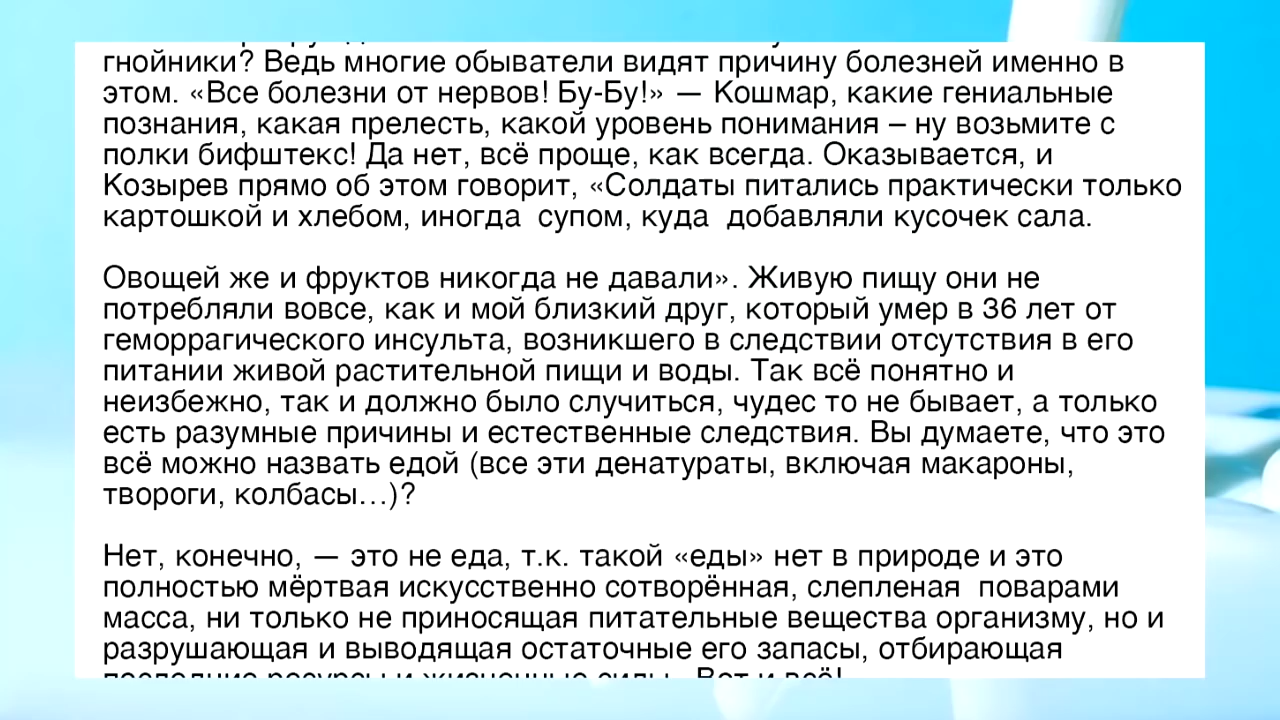 гнойники? Ведь многие обыватели видят причину болезней именно в
этом. «Все болезни от нервов! Бу-Бу!» — Кошмар, какие гениальные
познания, какая прелесть, какой уровень понимания – ну возьмите с
полки бифштекс! Да нет, всё проще, как всегда. Оказывается, и
Козырев прямо об этом говорит, «Солдаты питались практически только
картошкой и хлебом, иногда  супом, куда  добавляли кусочек сала.
Овощей же и фруктов никогда не давали». Живую пищу они не
потребляли вовсе, как и мой близкий друг, который умер в 36 лет от
геморрагического инсульта, возникшего в следствии отсутствия в его
питании живой растительной пищи и воды. Так всё понятно и
неизбежно, так и должно было случиться, чудес то не бывает, а только
есть разумные причины и естественные следствия. Вы думаете, что это
всё можно назвать едой (все эти денатураты, включая макароны,
твороги, колбасы…)?
Нет, конечно, — это не еда, т.к. такой «еды» нет в природе и это
полностью мёртвая искусственно сотворённая, слепленая  поварами
масса, ни только не приносящая питательные вещества организму, но и
разрушающая и выводящая остаточные его запасы, отбирающая
последние ресурсы и жизненные силы. Вот и всё!